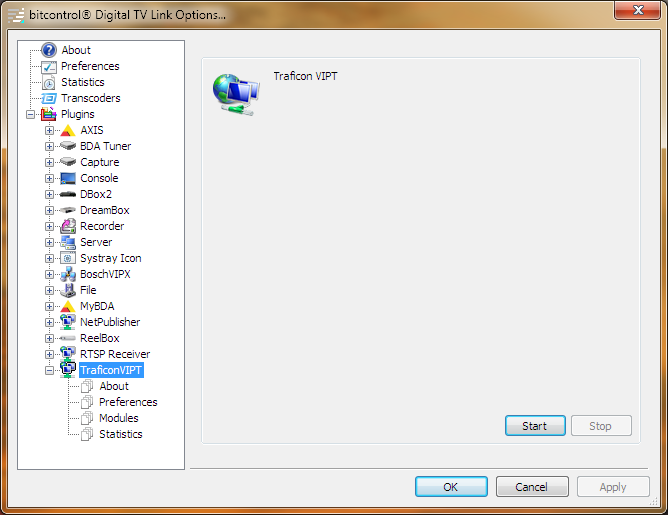 bitcontrol® Digital TV Link Options...
About
Preferences
Statistics
Transcoders
Plugins
AXIS
BDA Tuner
Capture
Console
DBox2
DreamBox
Recorder
Server
Systray Icon
BoschVIPX
File
MyBDA
NetPublisher
ReelBox
RTSP Receiver
TraficonVIPT
About
Preferences
Modules
Statistics
Traficon VIPT
Start Stop
OK Cancel Apply